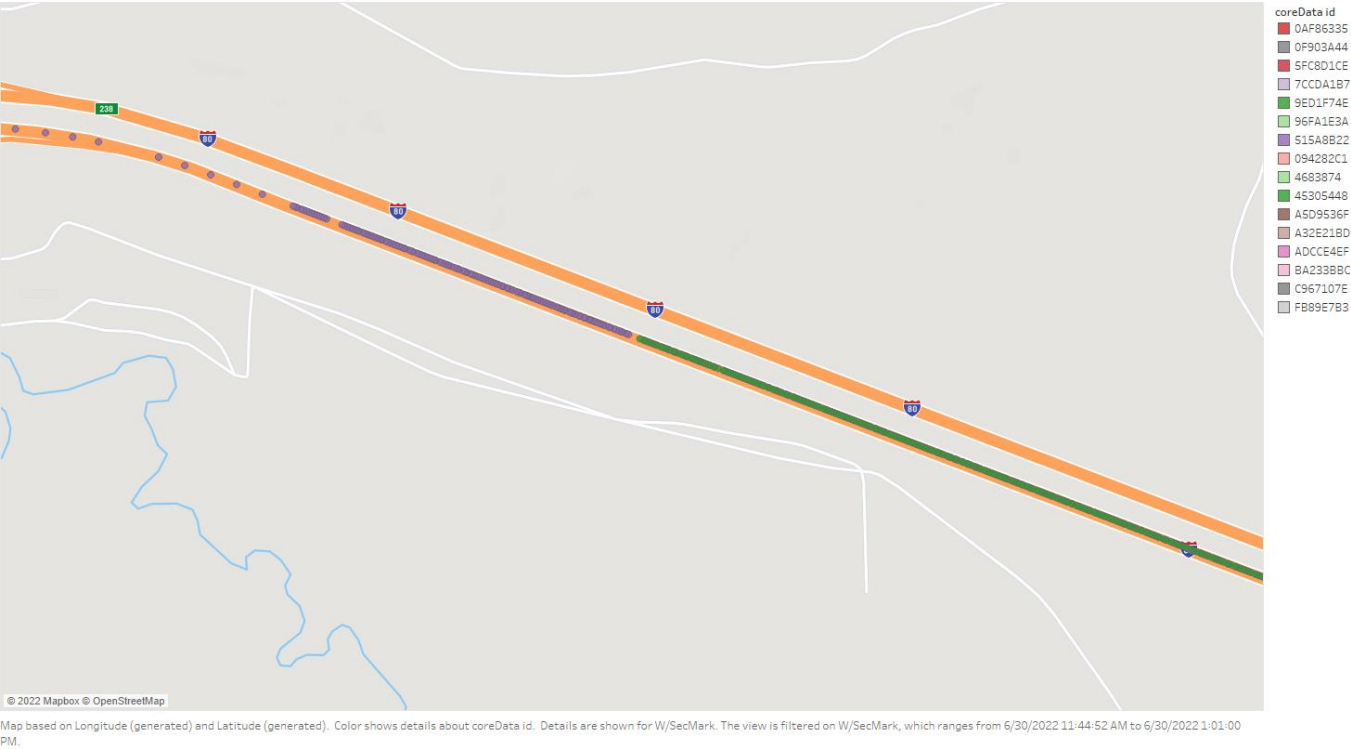 coreData id
0AF86335
0F903A44
5FC8D1CE
7CCDA1B7
9ED1F74E
96FA1E3A
515A8B22
094282C1
4683874
45305448
A5D9536F
A32E21BD
ADCCE4EF
BA233BBC
C967107E
FB89E7B3
238
80
80
80
80
© 2022 Mapbox © OpenStreetMap
Map based on Longitude (generated) and Latitude (generated). Color shows details about coreData id. Details are shown for W/SecMark. The view is filtered on W/SecMark, which ranges from 6/30/2022 11:44:52 AM to 6/30/2022 1:01:00
PM.